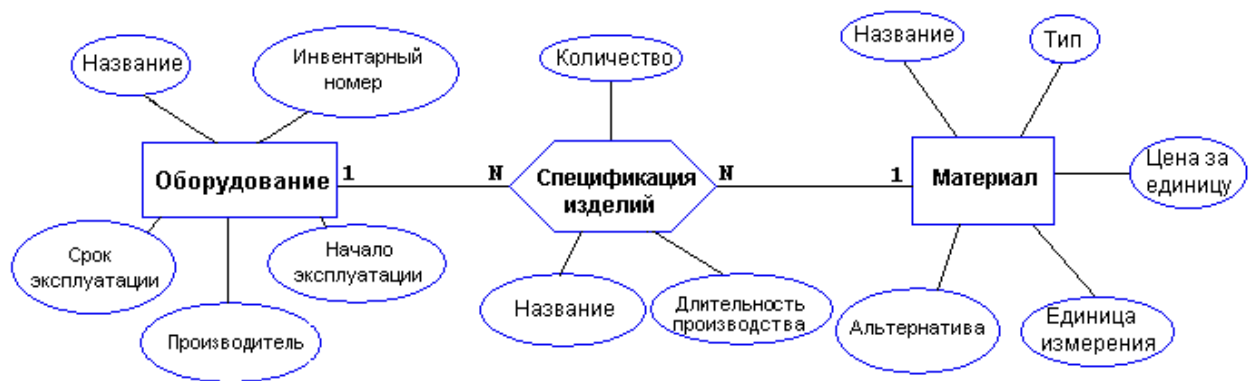 Название
Инвентарный
номер
Количество
Название
Тип
Оборудование
1
N
Спецификация
изделий
N
1
Материал
Цена за
единицу
Срок
эксплуатации
Начало
эксплуатации
Производитель
Название
Длительность
производства
Альтернатива
Единица
измерения